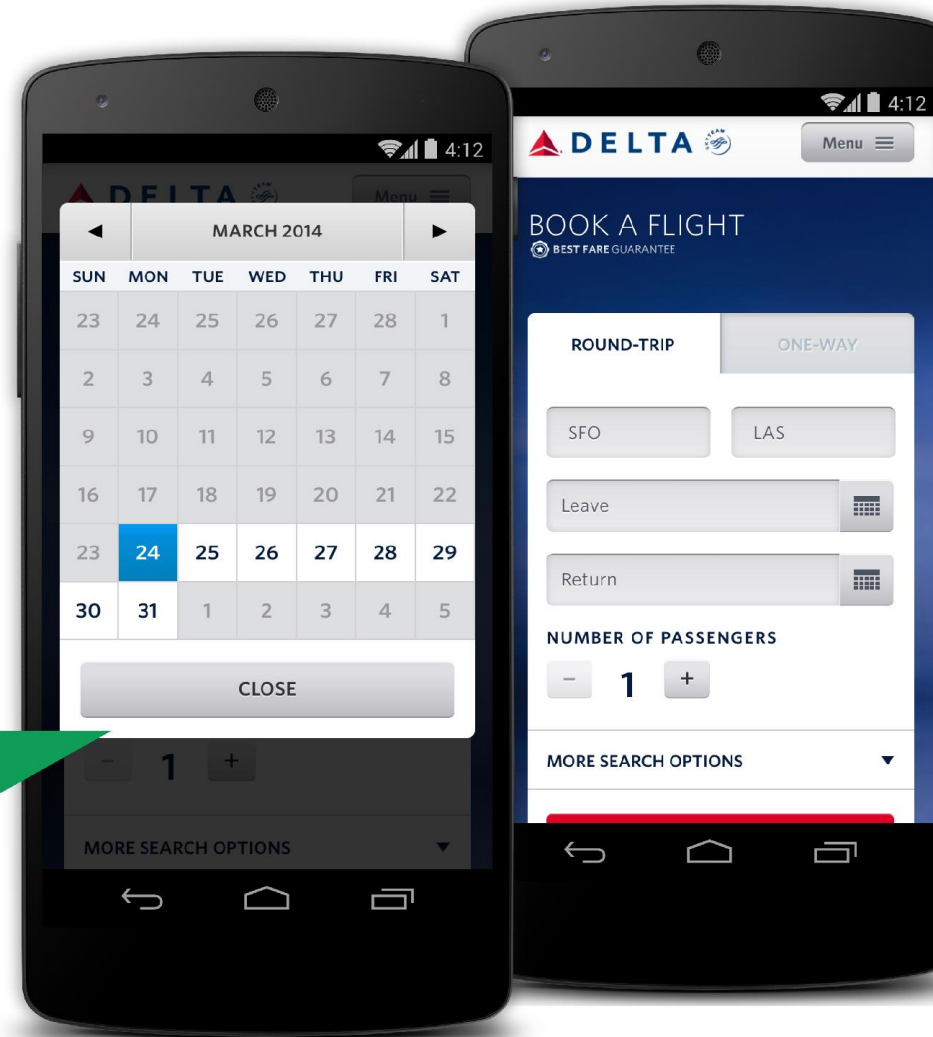 4:12
DELTA
Menu
MARCH 2014
SUN MON TUE WED THU FRI SAT
23 24 25 26 27 28 1
2 3 4 5 6 7 8
9 10 11 12 13 14 15
16 17 18 19 20 21 22
23 24 25 26 27 28 29
30 31 1 2 3 4 5
CLOSE
- 1 +
MORE SEARCH OPTIONS
4:12
DELTA
Menu
BOOK A FLIGHT
BEST FARE GUARANTEE
ROUND-TRIP ONE-WAY
SFO LAS
Leave
Return
NUMBER OF PASSENGERS
- 1 +
MORE SEARCH OPTIONS